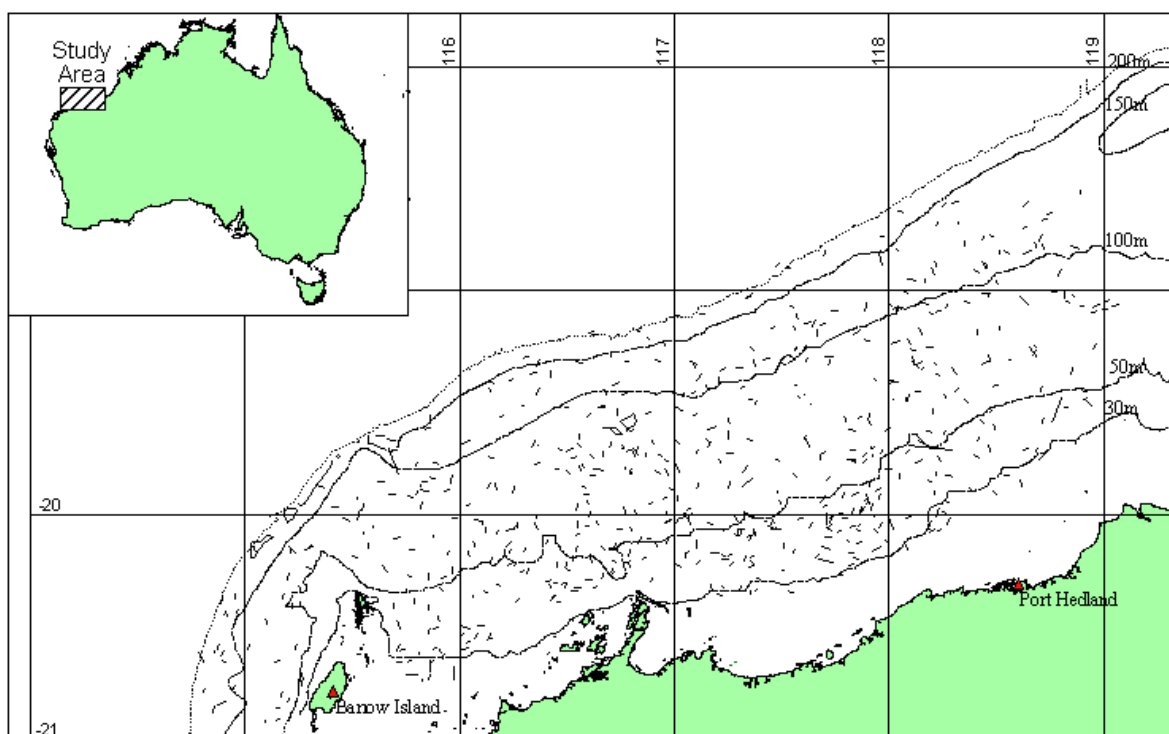 Study
Area
116
117
118
119
200m
150m
100m
50m
30m
-20
Port Hedland
Barrow Island
-21